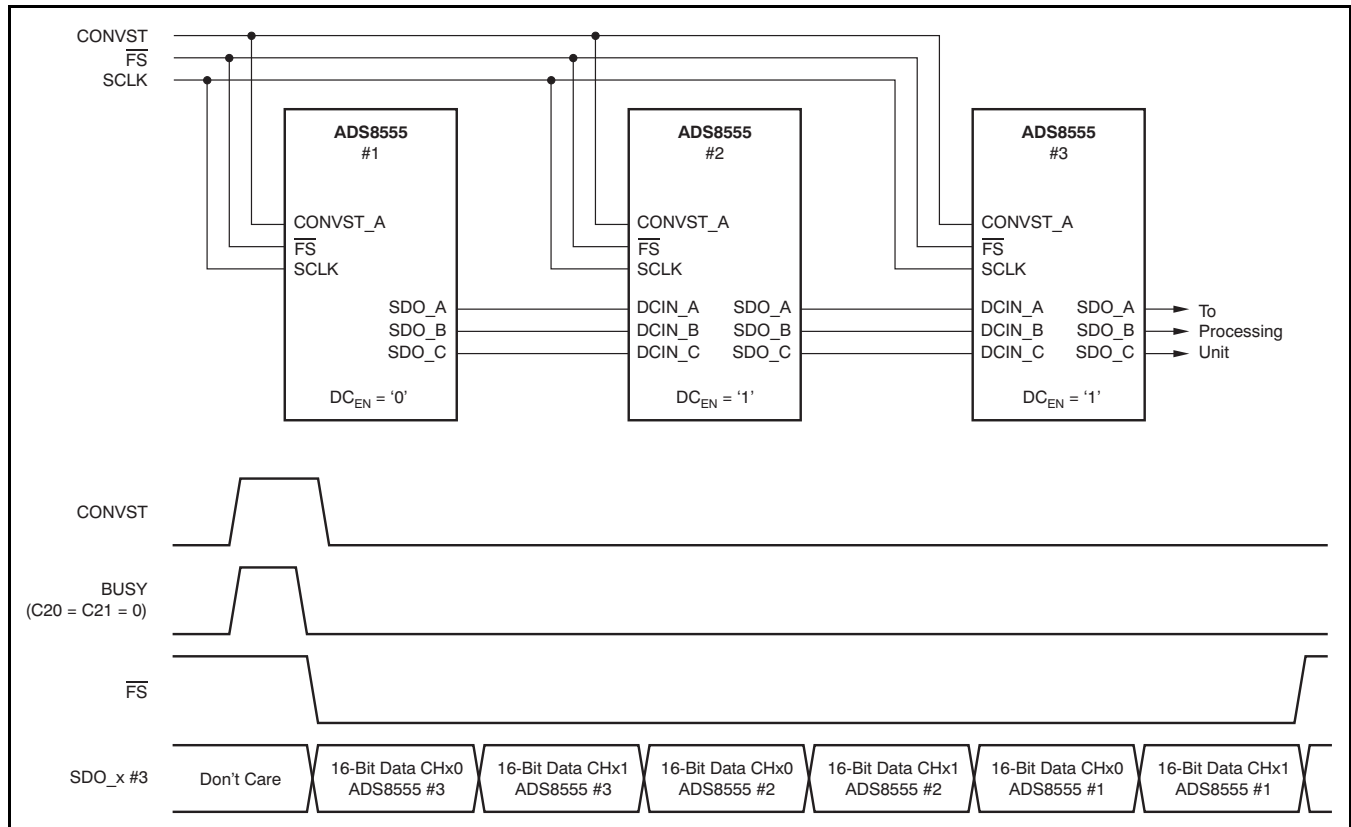 CONVST
FS
SCLK
ADS8555
#1
CONVST_A
FS
SCLK
SDO_A
SDO_B
SDO_C
DCEN = ‘0’
ADS8555
#2
CONVST_A
FS
SCLK
DCIN_A SDO_A
DCIN_B SDO_B
DCIN_C SDO_C
DCEN = ‘1’
ADS8555
#3
CONVST_A
FS
SCLK
DCIN_A SDO_A
DCIN_B SDO_B
DCIN_C SDO_C
DCEN = ‘1’
To
Processing
Unit
CONVST
BUSY
(C20 = C21 = 0)
FS
SDO_x #3
Don’t Care
16-Bit Data CHx0
ADS8555 #3
16-Bit Data CHx1
ADS8555 #3
16-Bit Data CHx0
ADS8555 #2
16-Bit Data CHx1
ADS8555 #2
16-Bit Data CHx0
ADS8555 #1
16-Bit Data CHx1
ADS8555 #1